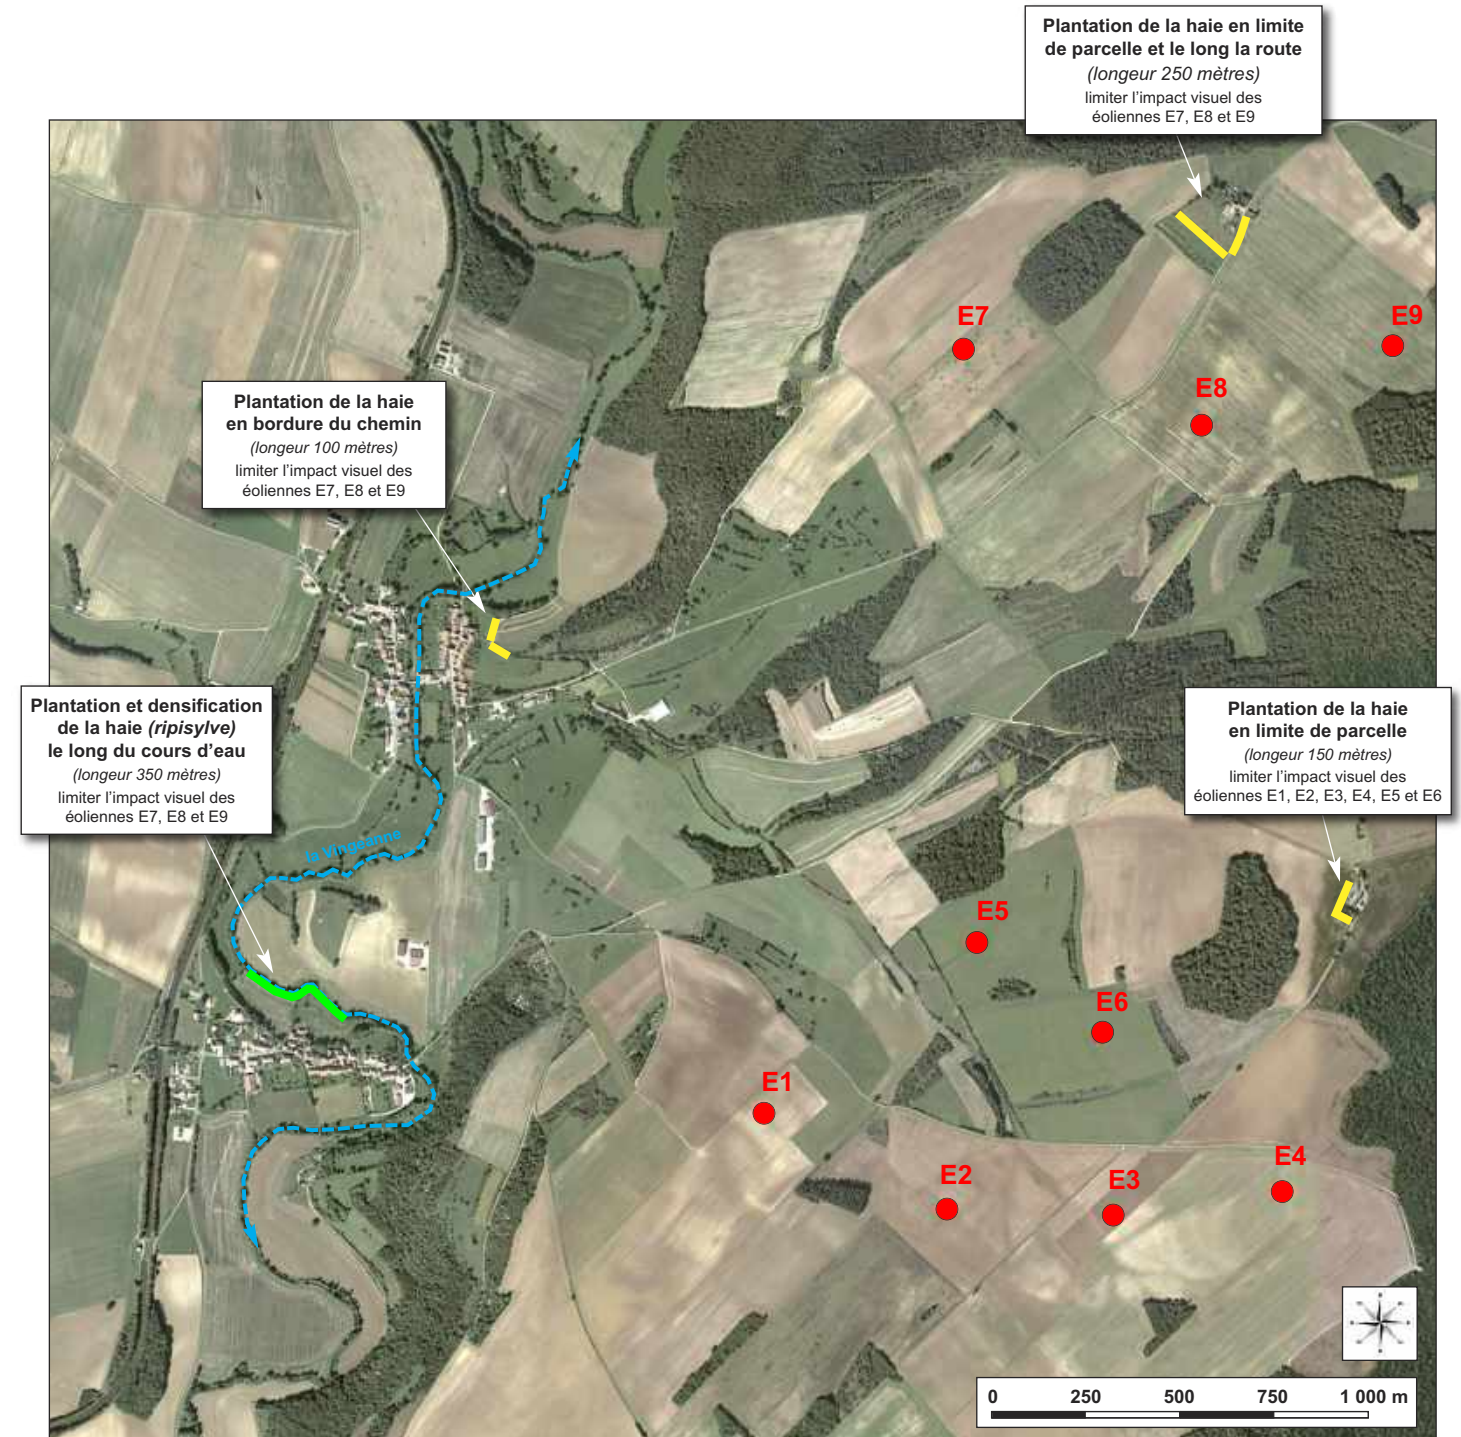 Plantation de la haie en limite
de parcelle et le long la route
(longeur 250 mètres)
limiter l'impact visuel des
éoliennes E7, E8 et E9
E7
E9
E8
Plantation de la haie
en bordure du chemin
(longeur 100 mètres)
limiter l'impact visuel des
éoliennes E7, E8 et E9
Plantation et densification
de la haie (ripisylve)
le long du cours d'eau
(longeur 350 mètres)
limiter l'impact visuel des
éoliennes E7, E8 et E9
Plantation de la haie
en limite de parcelle
(longeur 150 mètres)
limiter l'impact visuel des
éoliennes E1, E2, E3, E4, E5 et E6
la Vingeanne
E5
E6
E1
E2
E3
E4
0 250 500 750 1 000 m